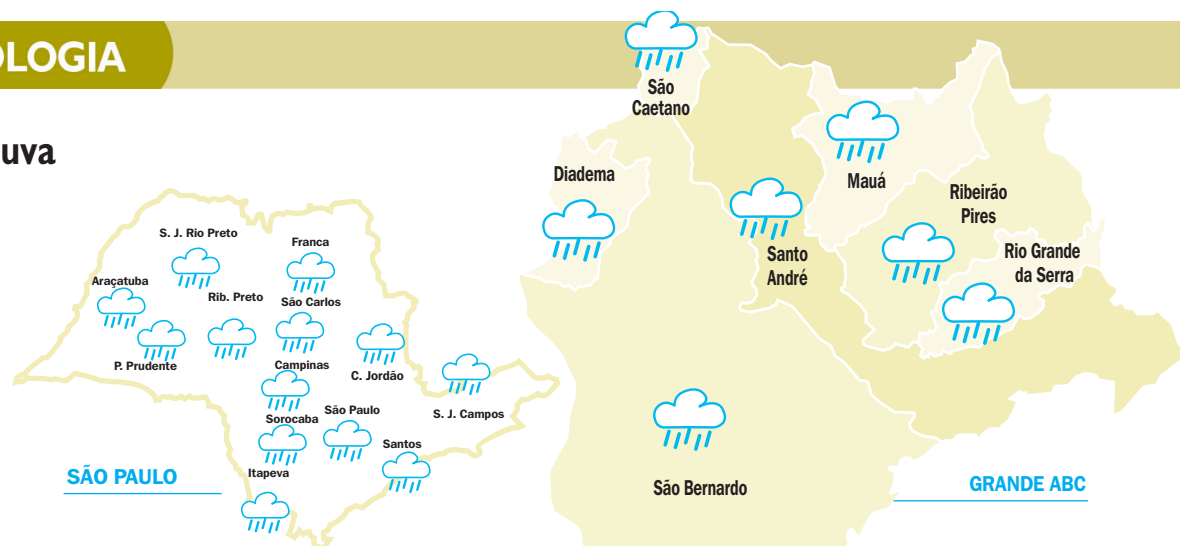 OLOGIA
uva
S. J. Rio Preto
Franca
Araçatuba
Rib. Preto
São Carlos
P. Prudente
Campinas
C. Jordão
S. J. Campos
Sorocaba
São Paulo
Santos
Itapeva
SÃO PAULO
São
Caetano
Diadema
Mauá
Ribeirão
Pires
Santo
André
Rio Grande
da Serra
São Bernardo
GRANDE ABC